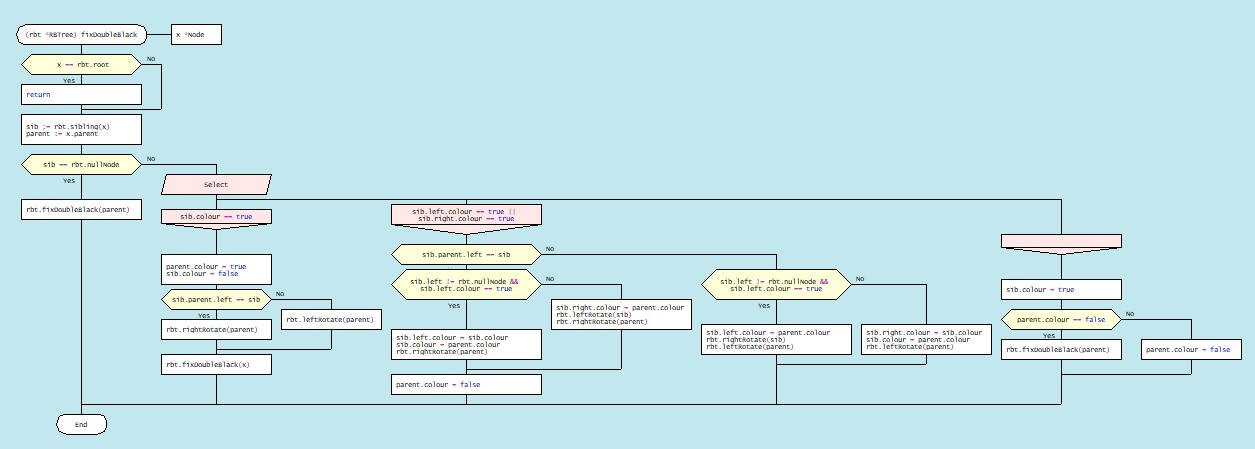 (rbt *RBTree) fixDoubleBlack
x *Node
x == rbt.root
No
Yes
return
sib := rbt.sibling(x)
parent := x.parent
sib == rbt.nullNode
No
Yes
rbt.fixDoubleBlack(parent)
Select
sib.colour == true
parent.colour = true
sib.colour = false
sib.parent.left == sib
No
Yes
rbt.rightRotate(parent)
rbt.leftRotate(parent)
rbt.fixDoubleBlack(x)
sib.left.colour == true ||
sib.right.colour == true
sib.parent.left == sib
No
sib.left != rbt.nullNode &&
sib.left.colour == true
No
Yes
sib.right.colour = parent.colour
rbt.leftRotate(sib)
rbt.rightRotate(parent)
sib.left.colour = sib.colour
sib.colour = parent.colour
rbt.rightRotate(parent)
parent.colour = false
sib.left != rbt.nullNode &&
sib.left.colour == true
No
Yes
sib.left.colour = parent.colour
rbt.rightRotate(sib)
rbt.leftRotate(parent)
sib.right.colour = sib.colour
sib.colour = parent.colour
rbt.leftRotate(parent)
sib.colour = true
parent.colour == false
No
Yes
rbt.fixDoubleBlack(parent)
parent.colour = false
End